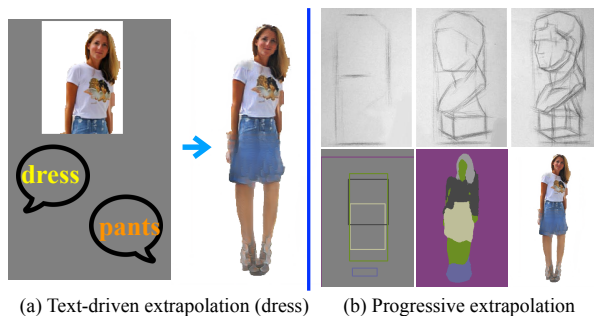 dress
pants
(a) Text-driven extrapolation (dress)
(b) Progressive extrapolation